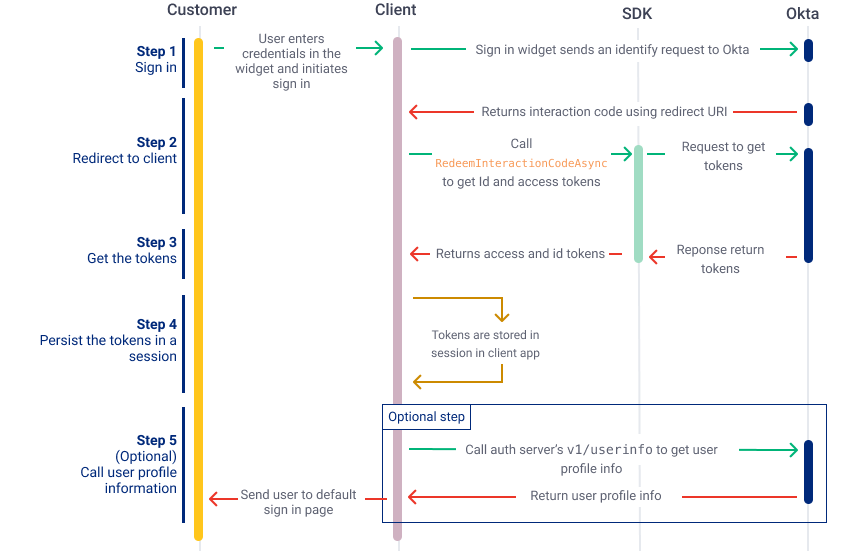 Customer
Client
SDK
Okta
Step 1
Sign in
User enters
credentials in the
widget and initiates
sign in
Sign in widget sends an identify request to Okta
Returns interaction code using redirect URI
Step 2
Redirect to client
Call
RedeemInteractionCodeAsync
to get Id and access tokens
Request to get
tokens
Step 3
Get the tokens
Returns access and id tokens
Reponse return
tokens
Step 4
Persist the tokens in a
session
Tokens are stored in
session in client app
Optional step
Step 5
(Optional)
Call user profile
information
Call auth server's v1/userinfo to get user
profile info
Send user to default
sign in page
Return user profile info